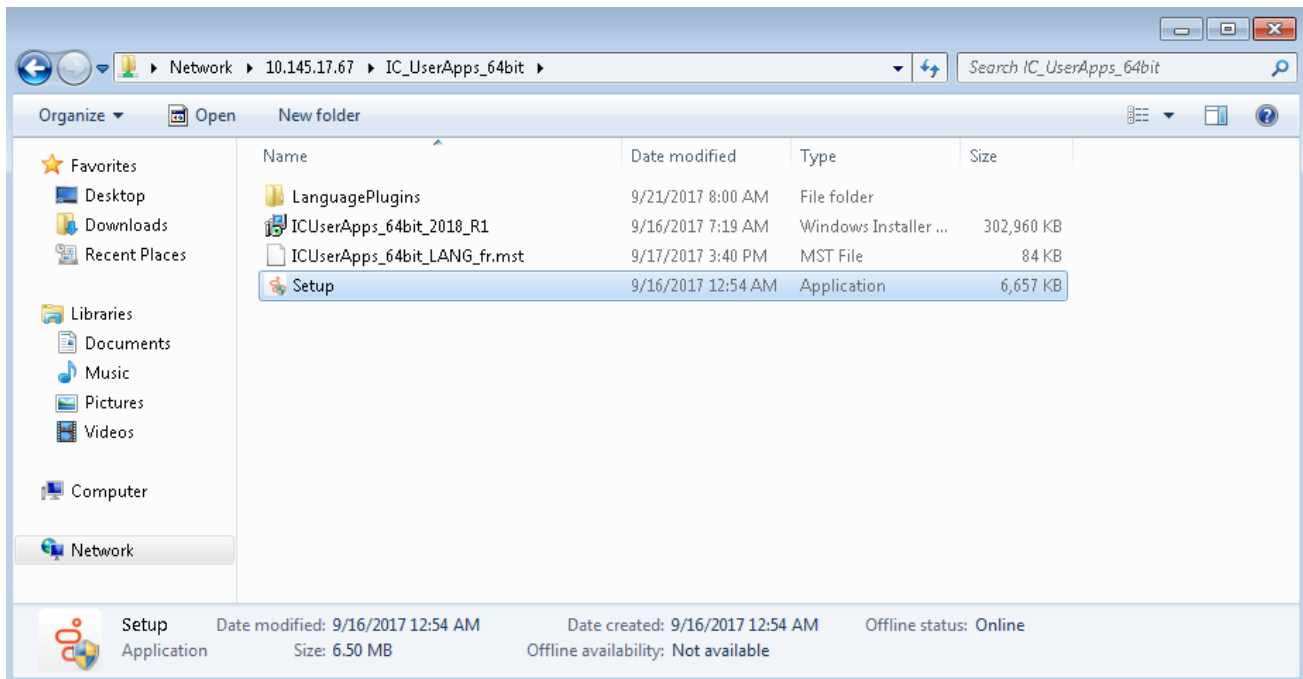 Network ▸ 10.145.17.67 ▸ IC_UserApps_64bit ▸ Search IC_UserApps_64bit
Organize Open New folder
Favorites
Desktop
Downloads
Recent Places
Libraries
Documents
Music
Pictures
Videos
Computer
Network
Name Date modified Type Size
LanguagePlugins 9/21/2017 8:00 AM File folder
ICUserApps_64bit_2018_R1 9/16/2017 7:19 AM Windows Installer ... 302,960 KB
ICUserApps_64bit_LANG_fr.mst 9/17/2017 3:40 PM MST File 84 KB
Setup 9/16/2017 12:54 AM Application 6,657 KB
Setup Date modified: 9/16/2017 12:54 AM Date created: 9/16/2017 12:54 AM Offline status: Online
Application Size: 6.50 MB Offline availability: Not available